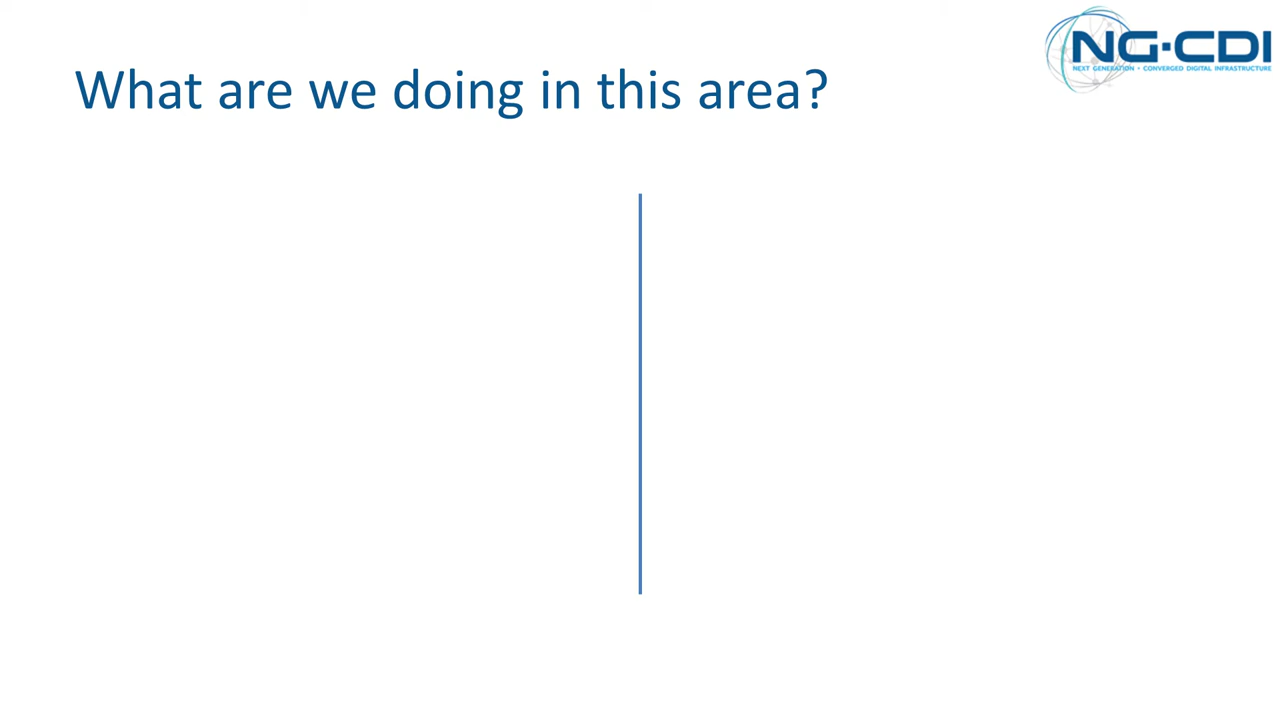 NG·CDI
NEXT GENERATION · CONVERGED DIGITAL INFRASTRUCTURE
What are we doing in this area?